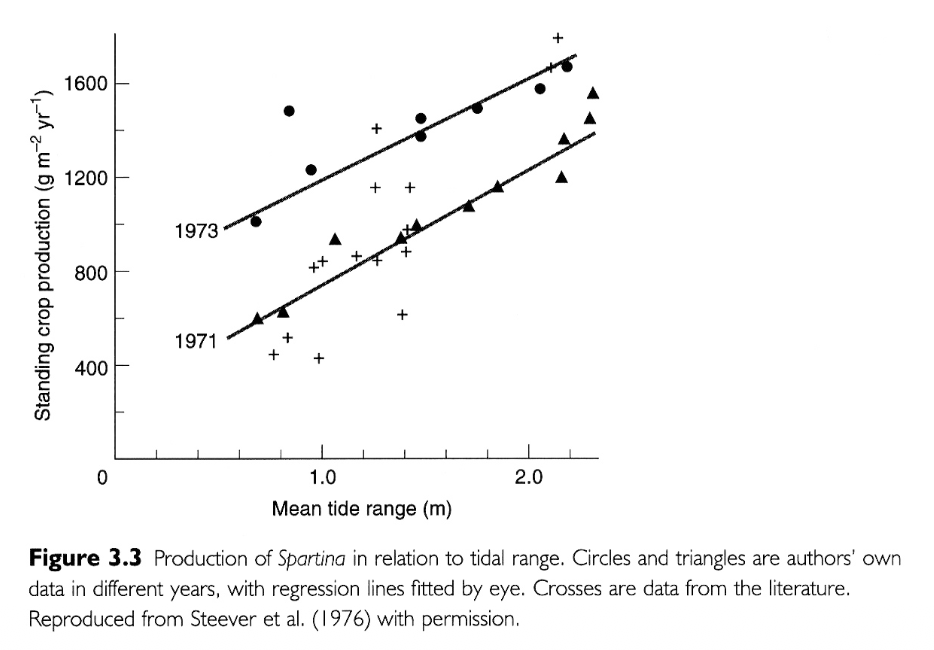 Standing crop production (g m⁻² yr⁻¹)
1600
1200
800
400
0
1973
1971
1.0
2.0
Mean tide range (m)
Figure 3.3 Production of Spartina in relation to tidal range. Circles and triangles are authors' own
data in different years, with regression lines fitted by eye. Crosses are data from the literature.
Reproduced from Steever et al. (1976) with permission.